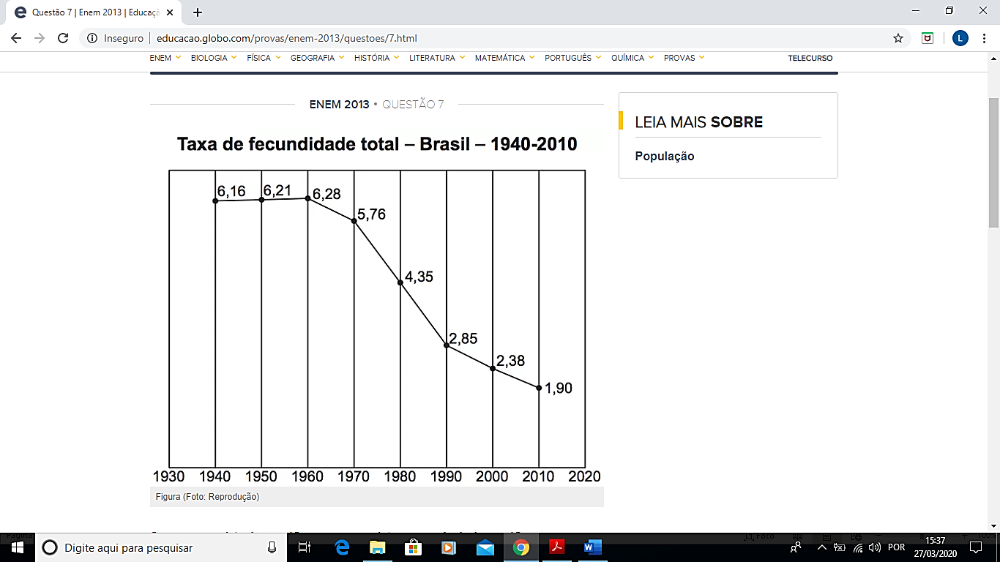 Questão 7 | Enem 2013 | Educaçã
Inseguro | educacao.globo.com/provas/enem-2013/questoes/7.html
L
ENEM BIOLOGIA FÍSICA GEOGRAFIA HISTÓRIA LITERATURA MATEMÁTICA PORTUGUÊS QUÍMICA PROVAS TELECURSO
ENEM 2013 • QUESTÃO 7
LEIA MAIS SOBRE
População
Taxa de fecundidade total – Brasil – 1940-2010
6,16
6,21
6,28
5,76
4,35
2,85
2,38
1,90
1930 1940 1950 1960 1970 1980 1990 2000 2010 2020
Figura (Foto: Reprodução)
Digite aqui para pesquisar
POR
15:37
27/03/2020